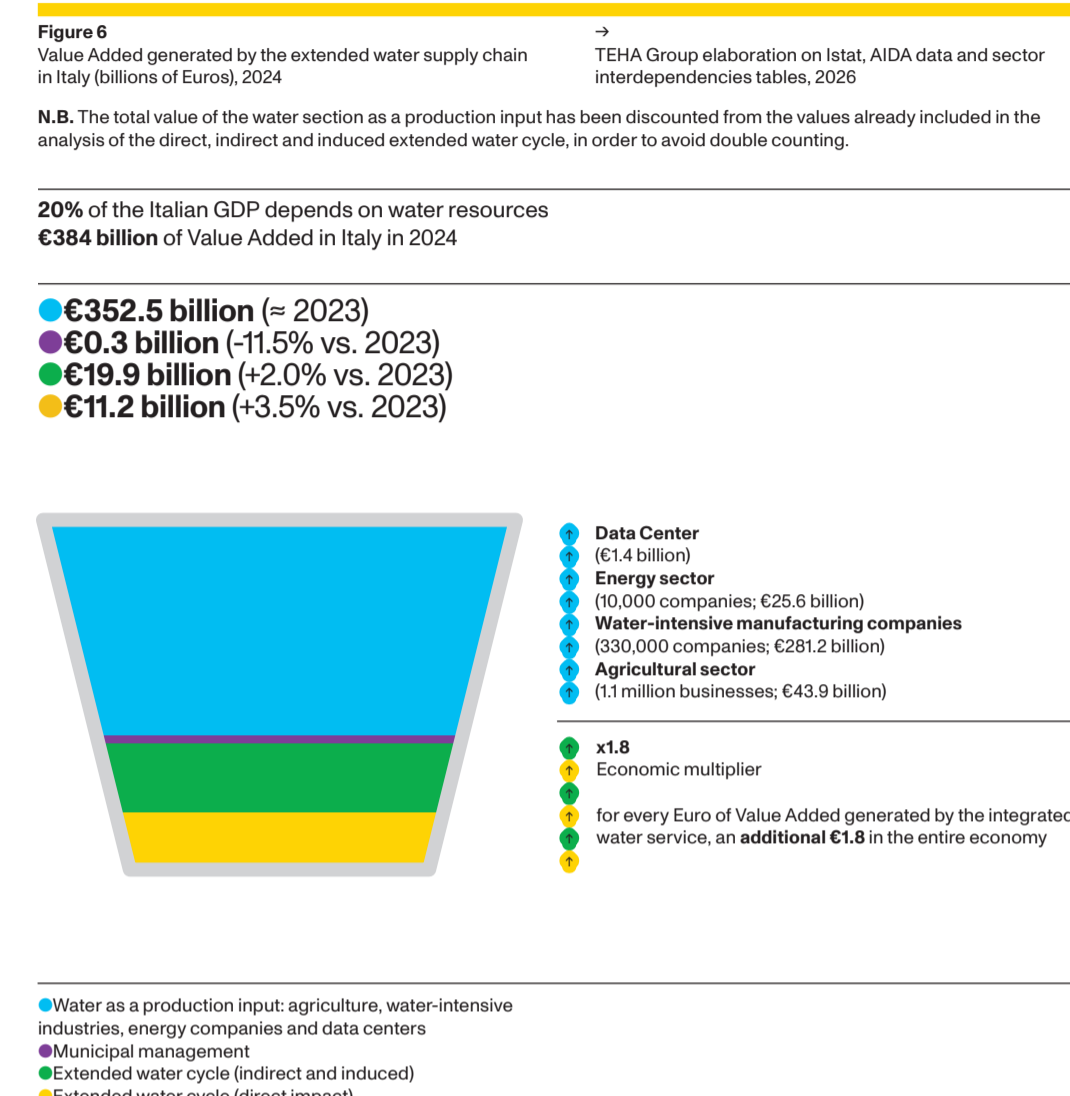 Figure 6
Value Added generated by the extended water supply chain
in Italy (billions of Euros), 2024
→
TEHA Group elaboration on Istat, AIDA data and sector
interdependencies tables, 2026
N.B. The total value of the water section as a production input has been discounted from the values already included in the
analysis of the direct, indirect and induced extended water cycle, in order to avoid double counting.
20% of the Italian GDP depends on water resources
€384 billion of Value Added in Italy in 2024
€352.5 billion (≈ 2023)
€0.3 billion (-11.5% vs. 2023)
€19.9 billion (+2.0% vs. 2023)
€11.2 billion (+3.5% vs. 2023)
Data Center
(€1.4 billion)
Energy sector
(10,000 companies; €25.6 billion)
Water-intensive manufacturing companies
(330,000 companies; €281.2 billion)
Agricultural sector
(1.1 million businesses; €43.9 billion)
x1.8
Economic multiplier
for every Euro of Value Added generated by the integrated
water service, an additional €1.8 in the entire economy
Water as a production input: agriculture, water-intensive
industries, energy companies and data centers
Municipal management
Extended water cycle (indirect and induced)
Extended water cycle (direct impact)